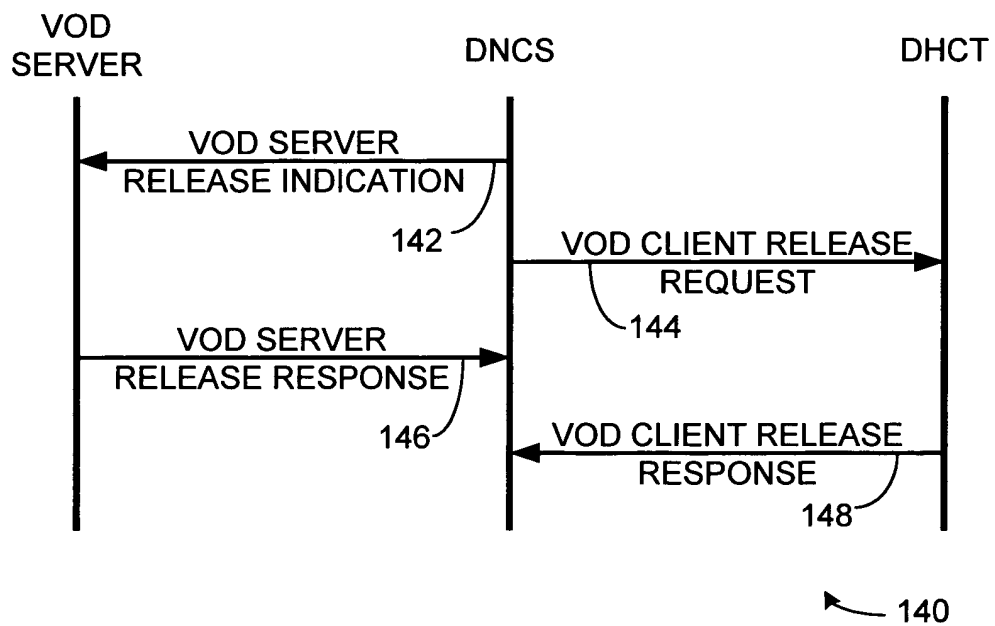 VOD
SERVER
DNCS
DHCT
VOD SERVER
RELEASE INDICATION
142
VOD CLIENT RELEASE
REQUEST
144
VOD SERVER
RELEASE RESPONSE
146
VOD CLIENT RELEASE
RESPONSE
148
140